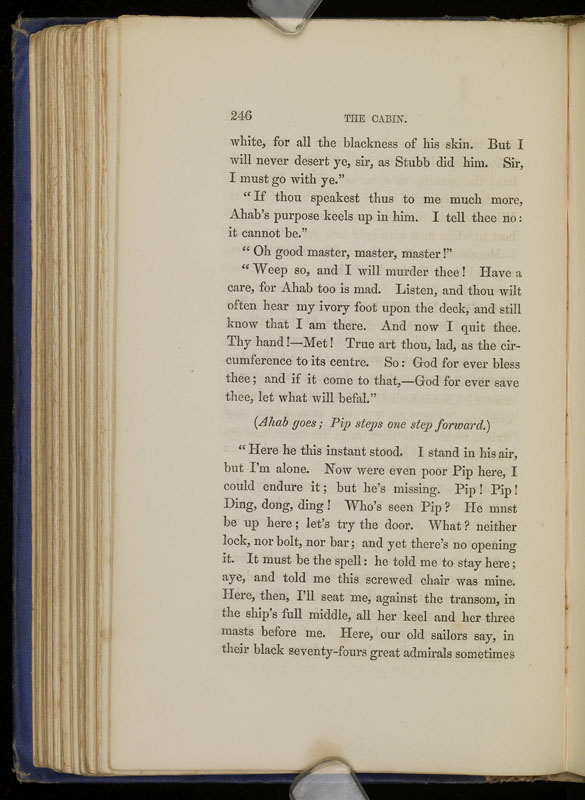 246 THE CABIN.
white, for all the blackness of his skin. But I
will never desert ye, sir, as Stubb did him. Sir,
I must go with ye.”
“If thou speakest thus to me much more,
Ahab’s purpose keels up in him. I tell thee no:
it cannot be.”
“Oh good master, master, master!”
“Weep so, and I will murder thee! Have a
care, for Ahab too is mad. Listen, and thou wilt
often hear my ivory foot upon the deck, and still
know that I am there. And now I quit thee.
Thy hand!—Met! True art thou, lad, as the cir-
cumference to its centre. So: God for ever bless
thee; and if it come to that,—God for ever save
thee, let what will befal.”
(Ahab goes; Pip steps one step forward.)
“Here he this instant stood. I stand in his air,
but I’m alone. Now were even poor Pip here, I
could endure it; but he’s missing. Pip! Pip!
Ding, dong, ding! Who’s seen Pip? He must
be up here; let’s try the door. What? neither
lock, nor bolt, nor bar; and yet there’s no opening
it. It must be the spell: he told me to stay here;
aye, and told me this screwed chair was mine.
Here, then, I’ll seat me, against the transom, in
the ship’s full middle, all her keel and her three
masts before me. Here, our old sailors say, in
their black seventy-fours great admirals sometimes